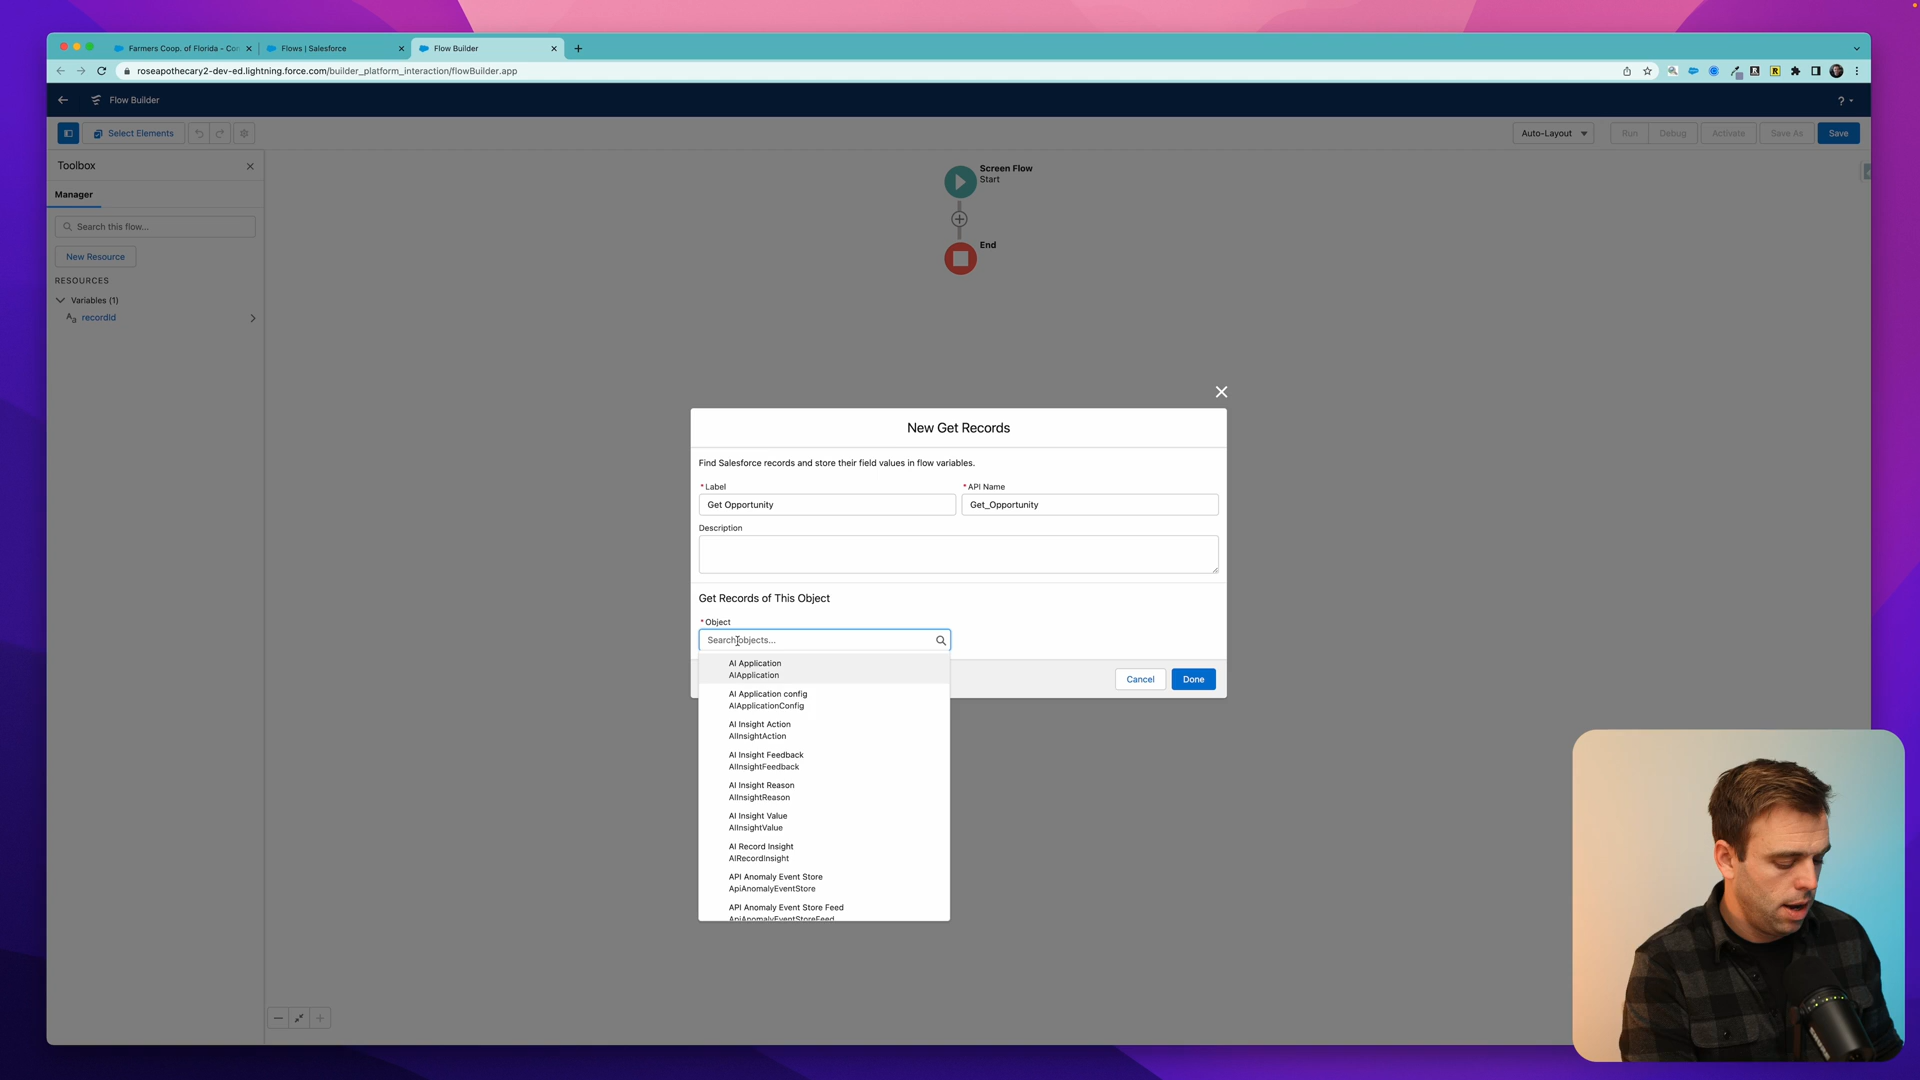 Farmers Coop. of Florida - Con
Flows | Salesforce
Flow Builder
roseapothecary2-dev-ed.lightning.force.com/builder_platform_interaction/flowBuilder.app
Flow Builder
?
Select Elements
Auto-Layout
Run
Debug
Activate
Save As
Save
Toolbox
Manager
Search this flow...
New Resource
RESOURCES
Variables (1)
Aa recordId
Screen Flow
Start
End
New Get Records
Find Salesforce records and store their field values in flow variables.
* Label
* API Name
Get Opportunity
Get_Opportunity
Description
Get Records of This Object
* Object
Search objects...
AI Application
AIApplication
AI Application config
AIApplicationConfig
AI Insight Action
AIInsightAction
AI Insight Feedback
AIInsightFeedback
AI Insight Reason
AIInsightReason
AI Insight Value
AIInsightValue
AI Record Insight
AIRecordInsight
API Anomaly Event Store
ApiAnomalyEventStore
API Anomaly Event Store Feed
ApiAnomalyEventStoreFeed
Cancel
Done